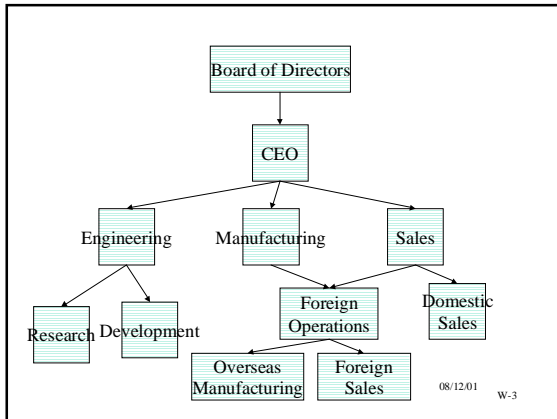 Board of Directors
CEO
Engineering
Manufacturing
Sales
Research
Development
Foreign
Operations
Domestic
Sales
Overseas
Manufacturing
Foreign
Sales
08/12/01
W-3